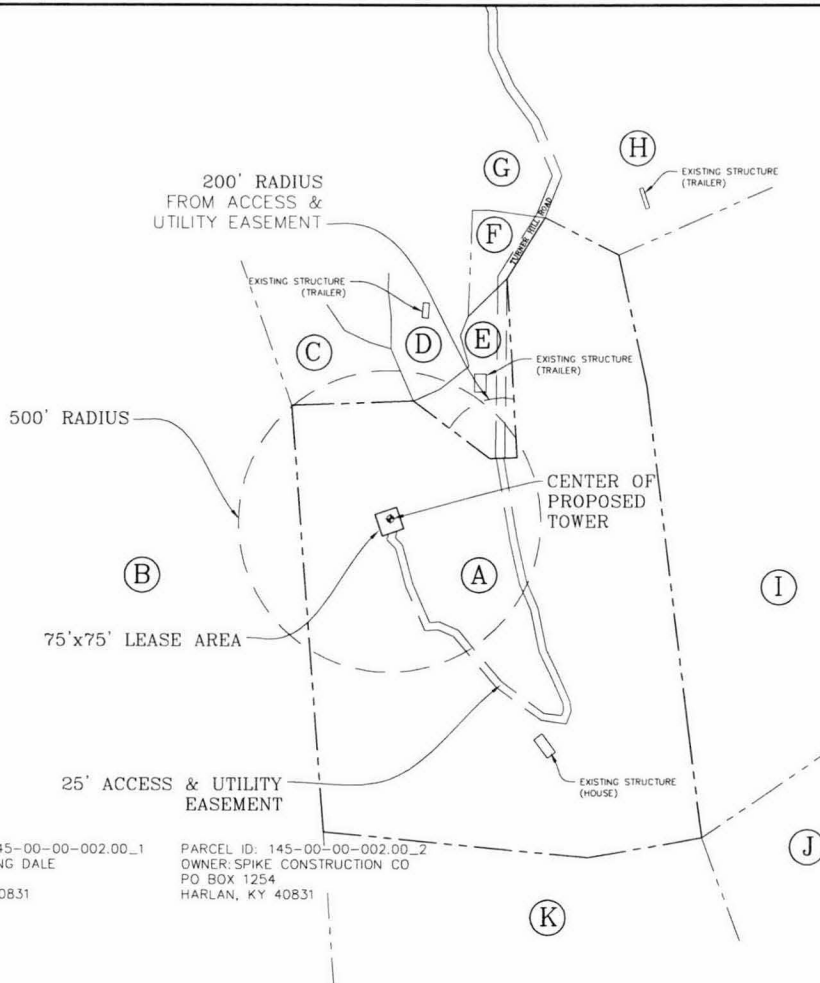 H
G
EXISTING STRUCTURE
(TRAILER)
200' RADIUS
FROM ACCESS &
UTILITY EASEMENT
F
TURNER HILL ROAD
EXISTING STRUCTURE
(TRAILER)
C
D
E
EXISTING STRUCTURE
(TRAILER)
500' RADIUS
CENTER OF
PROPOSED
TOWER
B
A
I
75'x75' LEASE AREA
25' ACCESS & UTILITY
EASEMENT
EXISTING STRUCTURE
(HOUSE)
J
45-00-00-002.00_1
NG DALE
0831
PARCEL ID: 145-00-00-002.00_2
OWNER: SPIKE CONSTRUCTION CO
PO BOX 1254
HARLAN, KY 40831
K